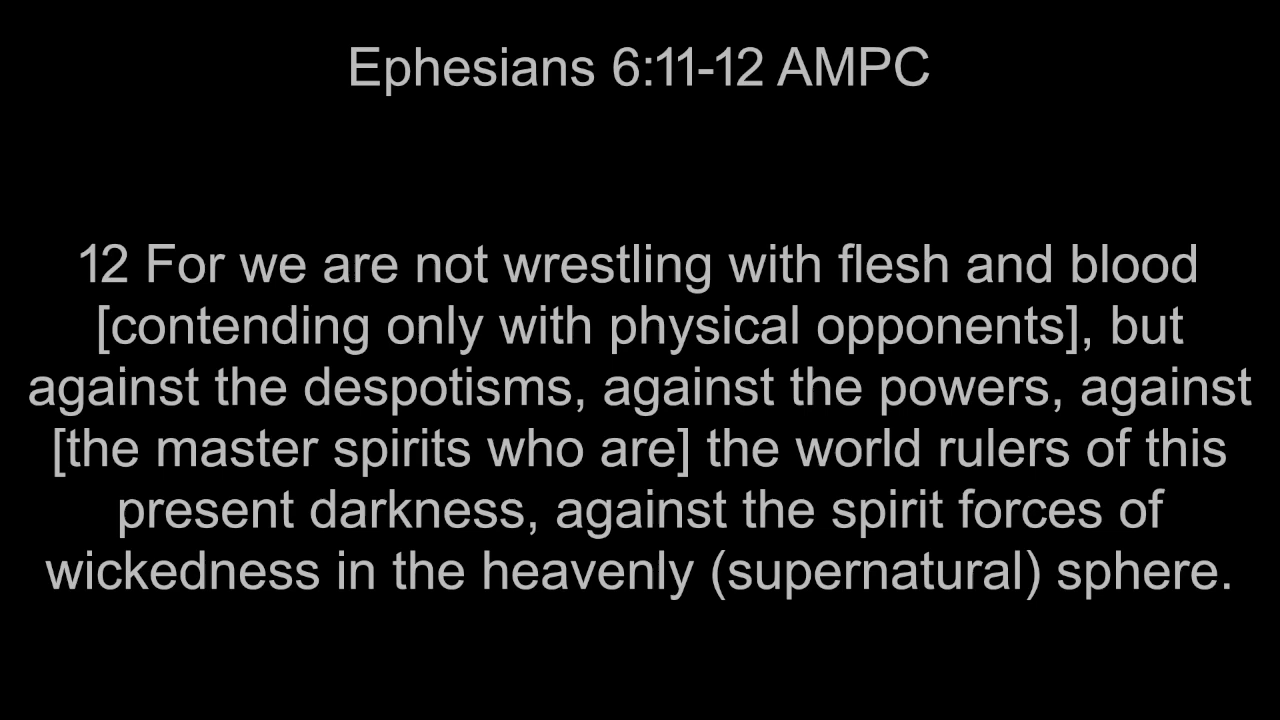 Ephesians 6:11-12 AMPC
12 For we are not wrestling with flesh and blood
[contending only with physical opponents], but
against the despotisms, against the powers, against
[the master spirits who are] the world rulers of this
present darkness, against the spirit forces of
wickedness in the heavenly (supernatural) sphere.